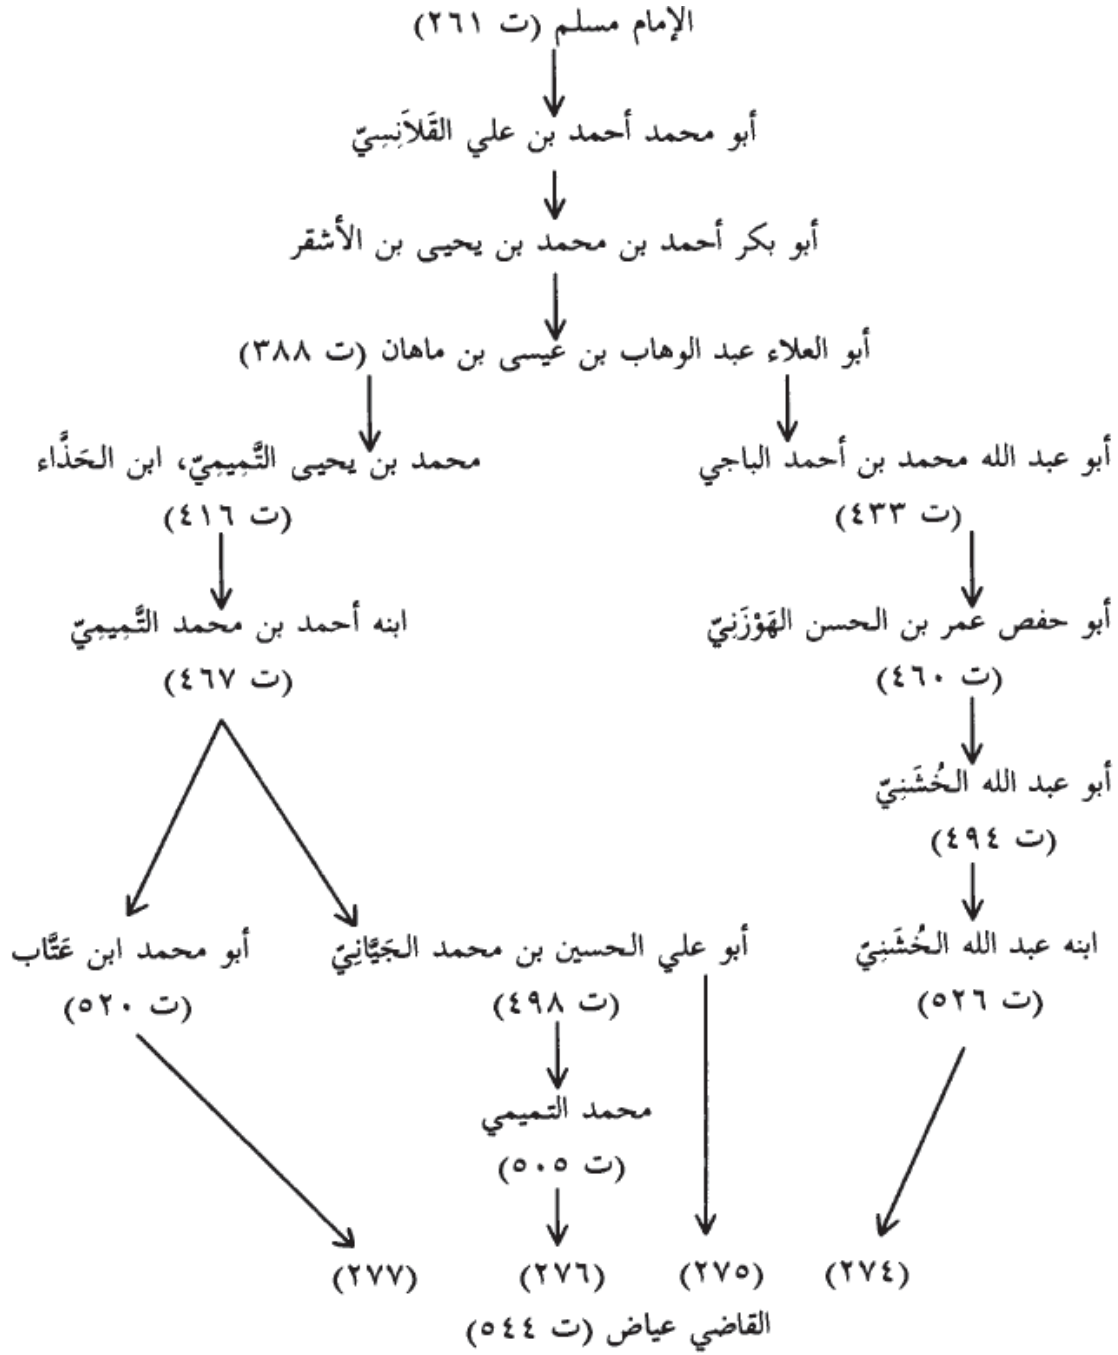 الإمام مسلم (ت ٢٦١)
أبو محمد أحمد بن علي القَلاَنِسِيّ
أبو بكر أحمد بن محمد بن يحيى بن الأشقر
أبو العلاء عبد الوهاب بن عيسى بن ماهان (ت ٣٨٨)
أبو عبد الله محمد بن أحمد الباجي
(ت ٤٣٣)
محمد بن يحيى التَّمِيمِيّ، ابن الحَذَّاء
(ت ٤١٦)
أبو حفص عمر بن الحسن الهَوْزَنِيّ
(ت ٤٦٠)
ابنه أحمد بن محمد التَّمِيمِيّ
(ت ٤٦٧)
أبو عبد الله الخُشَنِيّ
(ت ٤٩٤)
ابنه عبد الله الخُشَنِيّ
(ت ٥٢٦)
أبو علي الحسين بن محمد الجَيَّانِيّ
(ت ٤٩٨)
أبو محمد ابن عَتَّاب
(ت ٥٢٠)
محمد التميمي
(ت ٥٠٥)
(٢٧٤) (٢٧٥) (٢٧٦) (٢٧٧)
القاضي عياض (ت ٥٤٤)